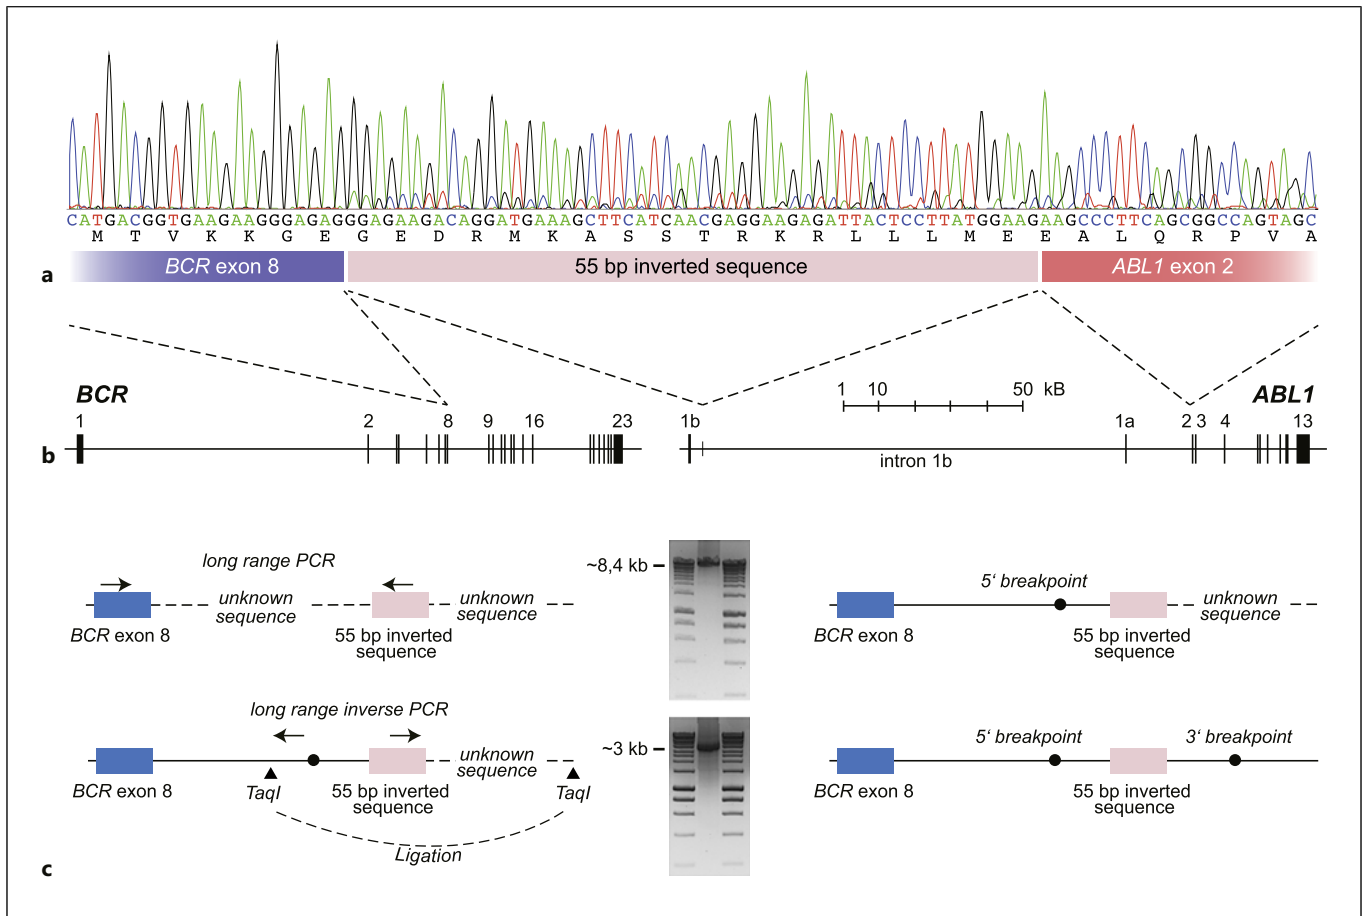 CATGACGGTGAAGAAGGGAGAGGGAGAAGACAGGATGAAAGCTTCATCAACGAGGAAGAGATTACTCCTTATGGAAGAAGCCCTTCAGCGGCCAGTAGC
M T V K K G E G E D R M K A S S T R K R L L L M E E A L Q R P V A
a
BCR exon 8
55 bp inverted sequence
ABL1 exon 2
BCR
1 10 50 kB
ABL1
1 2 8 9 16 23
1b 1a 2 3 4 13
b
intron 1b
long range PCR
unknown
sequence
unknown
sequence
BCR exon 8
55 bp inverted
sequence
~8,4 kb
5‘ breakpoint
unknown
sequence
BCR exon 8
55 bp inverted
sequence
long range inverse PCR
unknown
sequence
BCR exon 8
TaqI
55 bp inverted
sequence
TaqI
Ligation
~3 kb
5‘ breakpoint
3‘ breakpoint
BCR exon 8
55 bp inverted
sequence
c